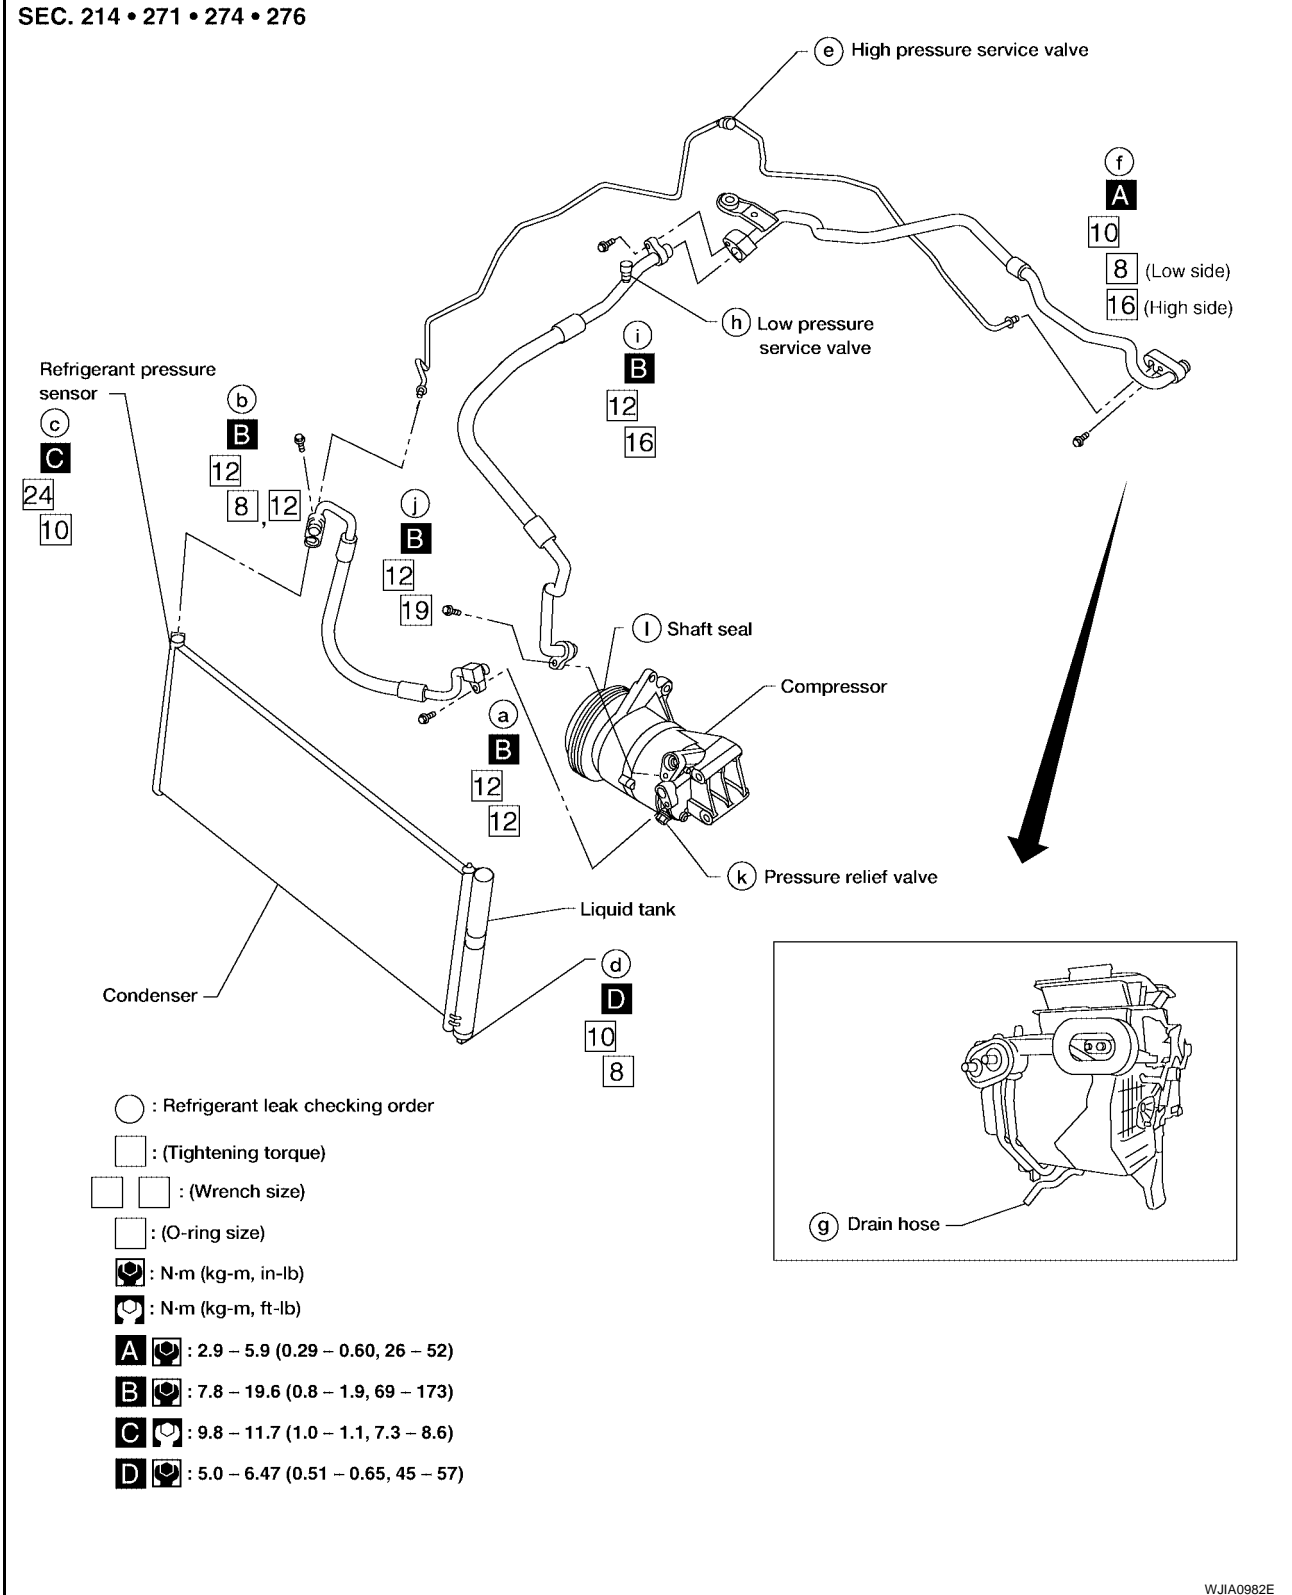 SEC. 214 • 271 • 274 • 276
e High pressure service valve
f
A
10
8 (Low side)
16 (High side)
h Low pressure
service valve
i
B
12
16
Refrigerant pressure
sensor
c
C
24
10
b
B
12
8 , 12
j
B
12
19
l Shaft seal
Compressor
a
B
12
12
k Pressure relief valve
Liquid tank
d
D
10
8
Condenser
g Drain hose
: Refrigerant leak checking order
: (Tightening torque)
: (Wrench size)
: (O-ring size)
: N·m (kg-m, in-lb)
: N·m (kg-m, ft-lb)
A : 2.9 – 5.9 (0.29 – 0.60, 26 – 52)
B : 7.8 – 19.6 (0.8 – 1.9, 69 – 173)
C : 9.8 – 11.7 (1.0 – 1.1, 7.3 – 8.6)
D : 5.0 – 6.47 (0.51 – 0.65, 45 – 57)
WJIA0982E